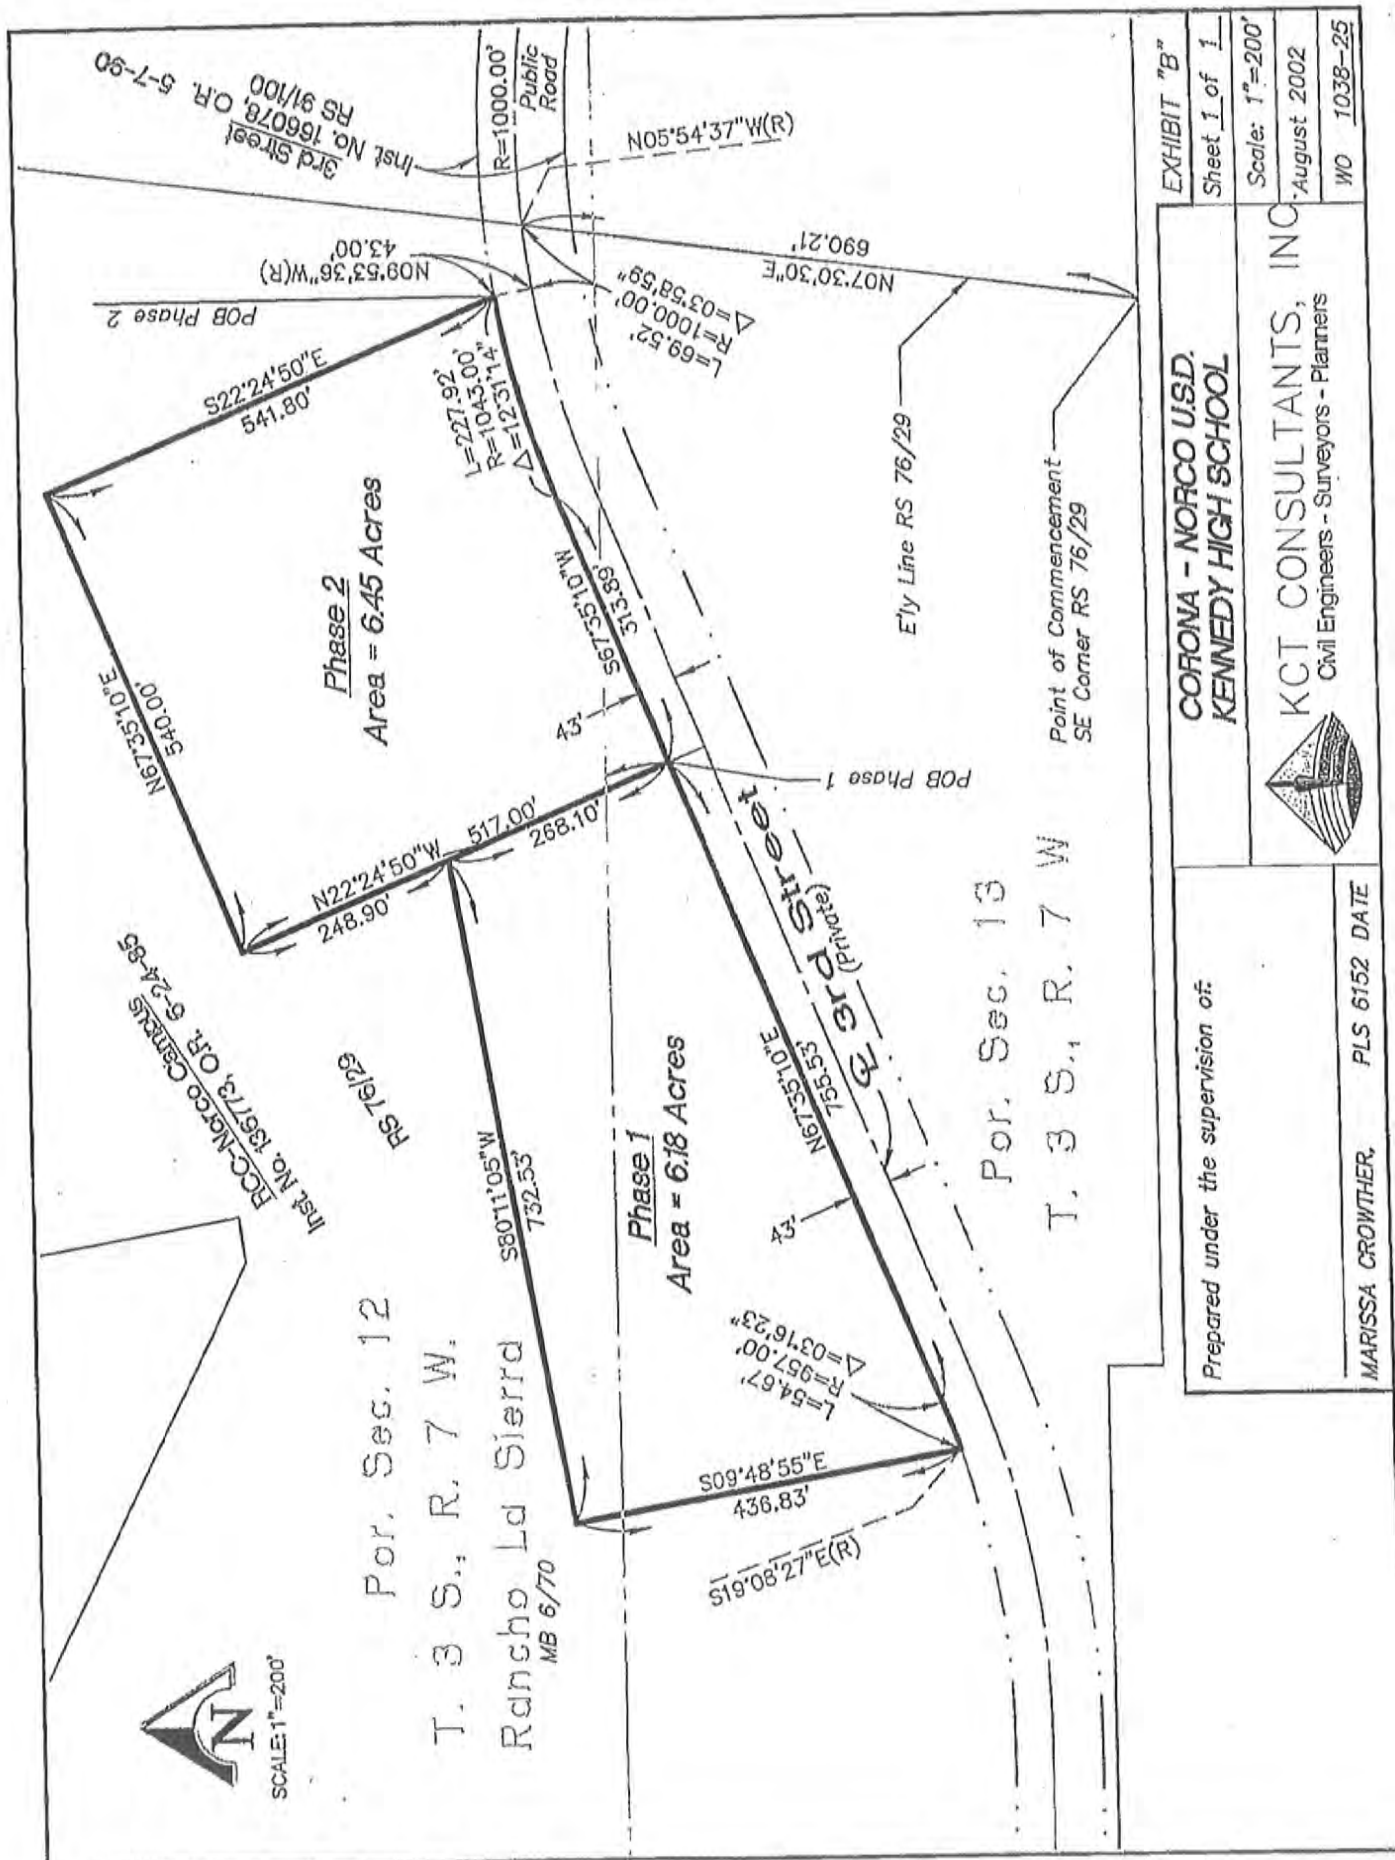 3rd Street
Inst No. 166078, O.R. 5-7-90
RS 91/100
R=1000.00'
Public
Road
N05°54'37"W(R)
N09°53'36"W(R)
43.00'
POB Phase 2
S22°24'50"E
541.80'
L=227.92'
R=1043.00'
Δ=12°31'14"
L=69.52'
R=1000.00'
Δ=03°58'59"
N07°30'30"E
690.21'
N67°35'10"E
540.00'
Phase 2
Area = 6.45 Acres
S67°35'10"W
313.89'
43'
E'ly Line RS 76/29
Point of Commencement
SE Corner RS 76/29
N22°24'50"W
248.90'
517.00'
268.10'
POB Phase 1
RCC-Norco Campus
Inst No. 136773, O.R. 6-24-85
RS 76/29
S80°11'05"W
732.53'
Phase 1
Area = 6.18 Acres
N67°35'10"E
755.53'
℄ 3rd Street
(Private)
43'
L=54.67'
R=957.00'
Δ=03°16'23"
S09°48'55"E
436.83'
S19°08'27"E(R)
Por. Sec. 12
T. 3 S., R. 7 W.
Rancho La Sierra
MB 6/70
Por. Sec. 13
T. 3 S., R. 7 W
N
SCALE: 1"=200'
Prepared under the supervision of:
MARISSA CROWTHER, PLS 6152 DATE
CORONA - NORCO U.S.D.
KENNEDY HIGH SCHOOL
KCT CONSULTANTS, INC
Civil Engineers - Surveyors - Planners
EXHIBIT "B"
Sheet 1 of 1
Scale: 1"=200'
August 2002
WO 1038-25